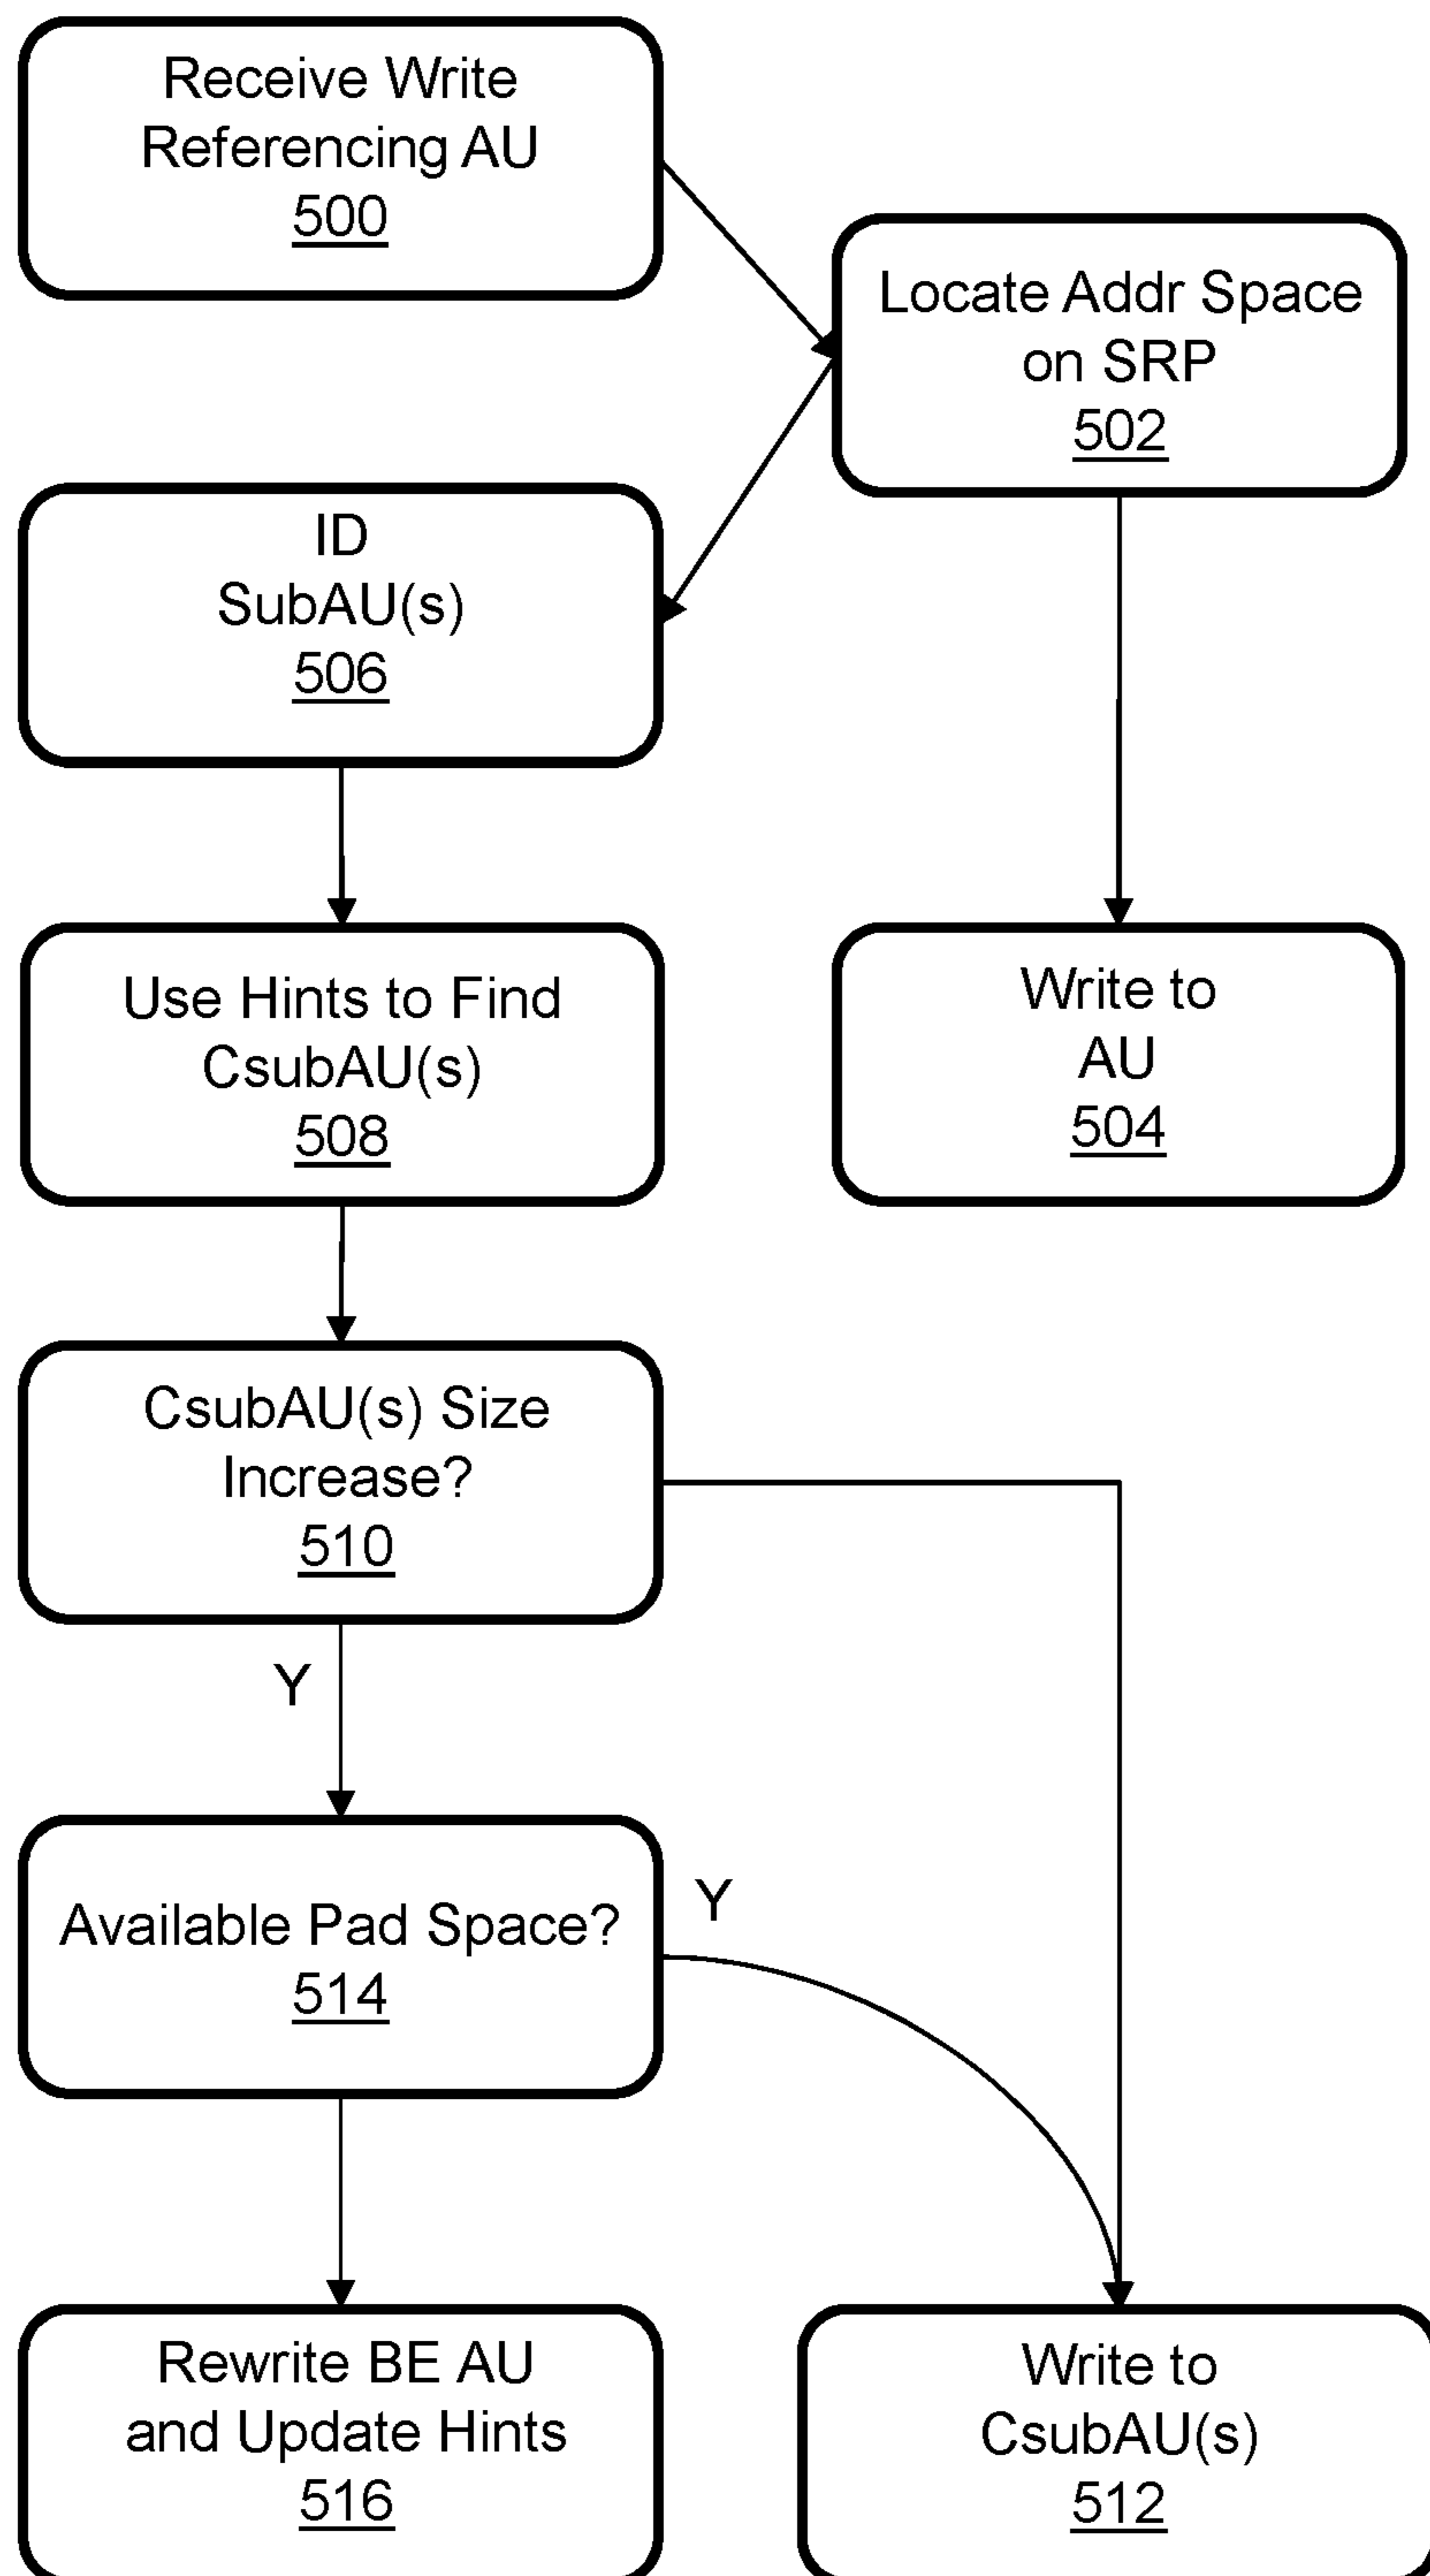 Receive Write
Referencing AU
500
Locate Addr Space
on SRP
502
ID
SubAU(s)
506
Use Hints to Find
CsubAU(s)
508
Write to
AU
504
CsubAU(s) Size
Increase?
510
Y
Available Pad Space?
514
Y
Rewrite BE AU
and Update Hints
516
Write to
CsubAU(s)
512